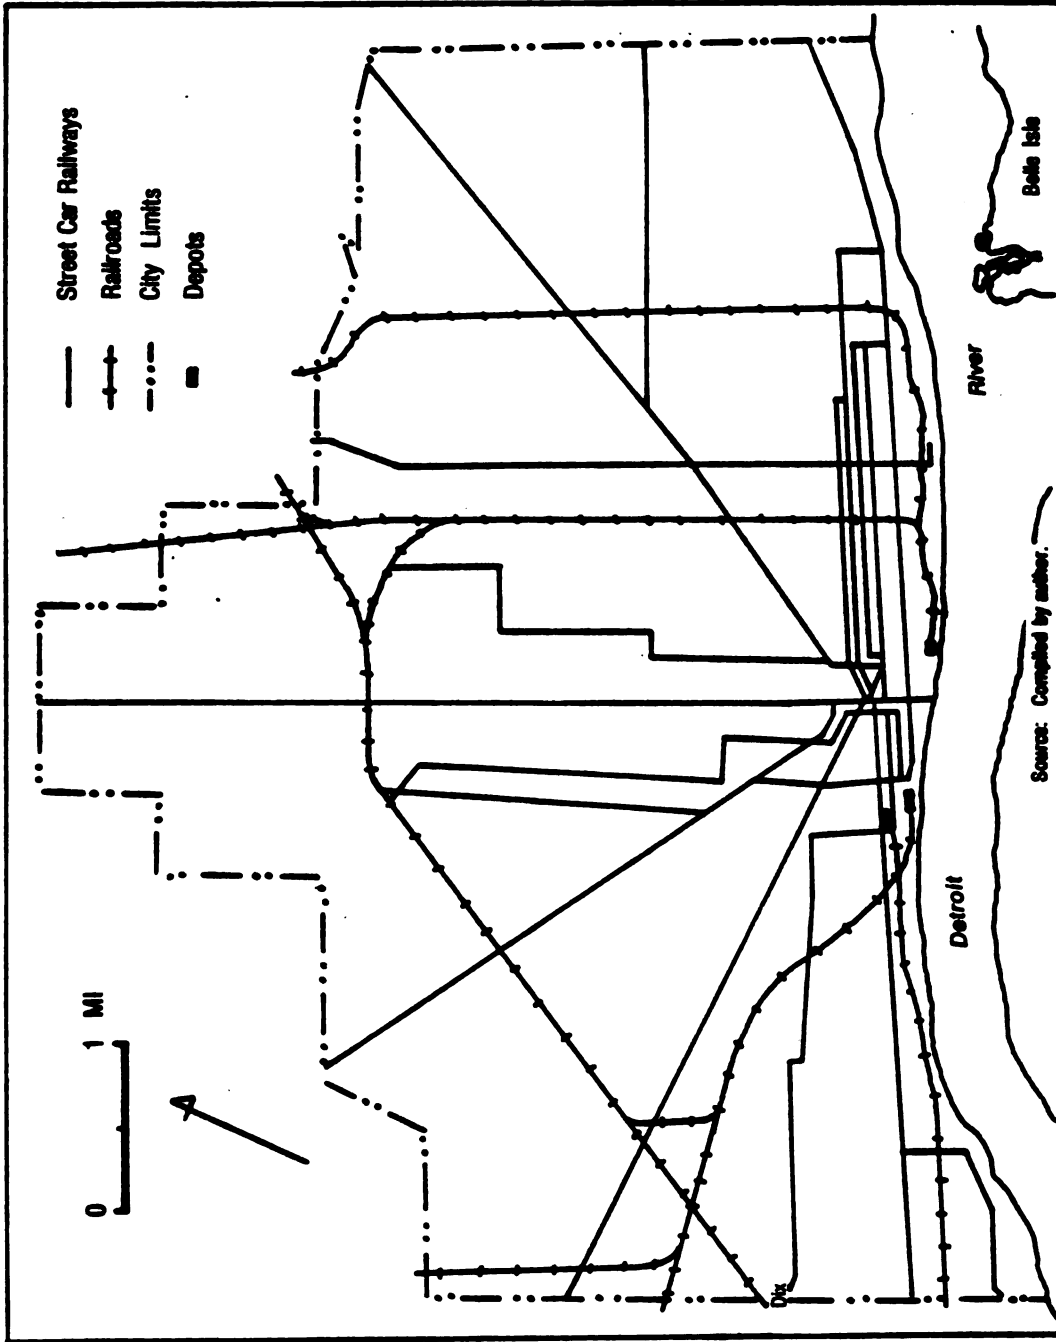 Street Car Railways
Railroads
City Limits
Depots
0 1 MI
Dix
Detroit
River
Belle Isle
Source: Compiled by author.